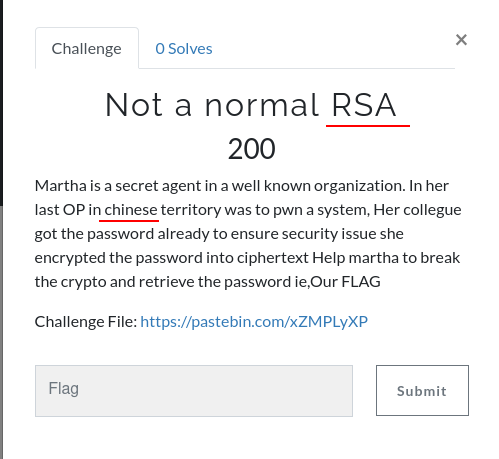 Challenge
0 Solves
×
Not a normal RSA
200
Martha is a secret agent in a well known organization. In her
last OP in chinese territory was to pwn a system, Her collegue
got the password already to ensure security issue she
encrypted the password into ciphertext Help martha to break
the crypto and retrieve the password ie,Our FLAG
Challenge File: https://pastebin.com/xZMPLyXP
Flag
Submit